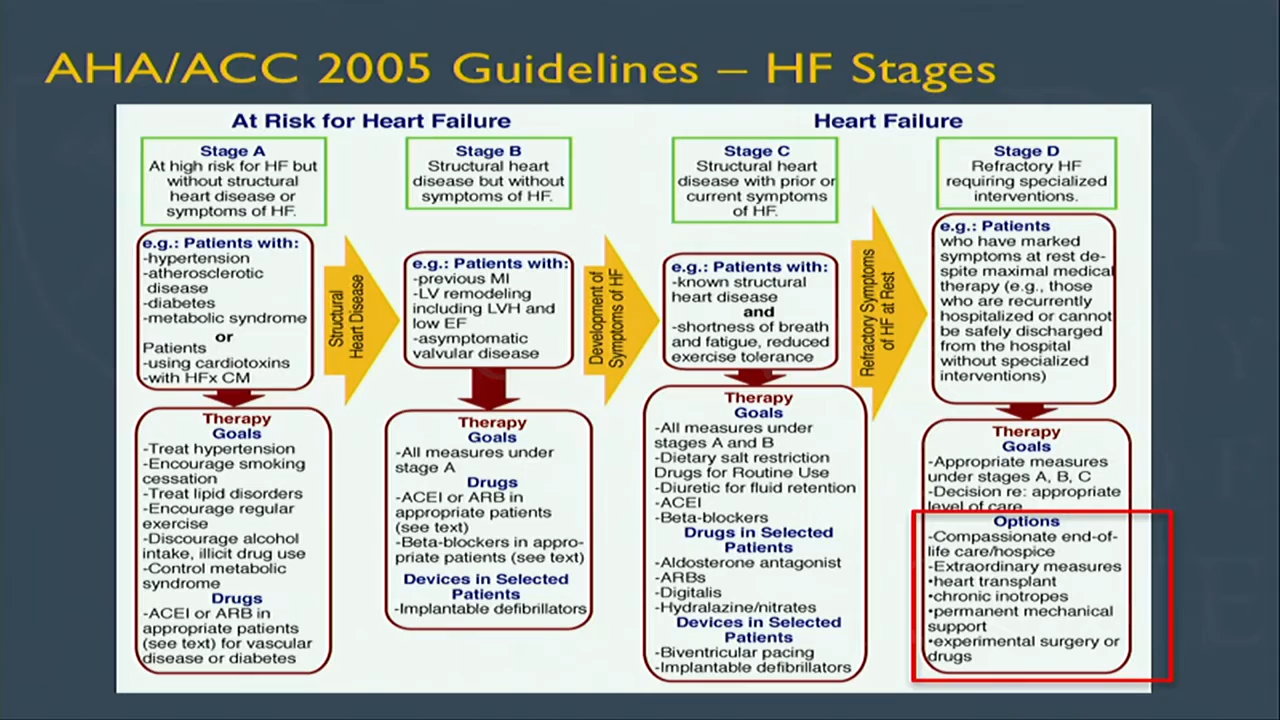 AHA/ACC 2005 Guidelines – HF Stages
At Risk for Heart Failure
Heart Failure
Stage A
At high risk for HF but
without structural
heart disease or
symptoms of HF.
e.g.: Patients with:
-hypertension
-atherosclerotic
disease
-diabetes
-metabolic syndrome
or
Patients
-using cardiotoxins
-with HFx CM
Therapy
Goals
-Treat hypertension
-Encourage smoking
cessation
-Treat lipid disorders
-Encourage regular
exercise
-Discourage alcohol
intake, illicit drug use
-Control metabolic
syndrome
Drugs
-ACEI or ARB in
appropriate patients
(see text) for vascular
disease or diabetes
Structural
Heart Disease
Stage B
Structural heart
disease but without
symptoms of HF.
e.g.: Patients with:
-previous MI
-LV remodeling
including LVH and
low EF
-asymptomatic
valvular disease
Therapy
Goals
-All measures under
stage A
Drugs
-ACEI or ARB in
appropriate patients
(see text)
-Beta-blockers in appro-
priate patients (see text)
Devices in Selected
Patients
-Implantable defibrillators
Development of
Symptoms of HF
Stage C
Structural heart
disease with prior or
current symptoms
of HF.
e.g.: Patients with:
-known structural
heart disease
and
-shortness of breath
and fatigue, reduced
exercise tolerance
Therapy
Goals
-All measures under
stages A and B
-Dietary salt restriction
Drugs for Routine Use
-Diuretic for fluid retention
-ACEI
-Beta-blockers
Drugs in Selected
Patients
-Aldosterone antagonist
-ARBs
-Digitalis
-Hydralazine/nitrates
Devices in Selected
Patients
-Biventricular pacing
-Implantable defibrillators
Refractory Symptoms
of HF at Rest
Stage D
Refractory HF
requiring specialized
interventions.
e.g.: Patients
who have marked
symptoms at rest de-
spite maximal medical
therapy (e.g., those
who are recurrently
hospitalized or cannot
be safely discharged
from the hospital
without specialized
interventions)
Therapy
Goals
-Appropriate measures
under stages A, B, C
-Decision re: appropriate
level of care
Options
-Compassionate end-of-
life care/hospice
-Extraordinary measures
•heart transplant
•chronic inotropes
•permanent mechanical
support
•experimental surgery or
drugs